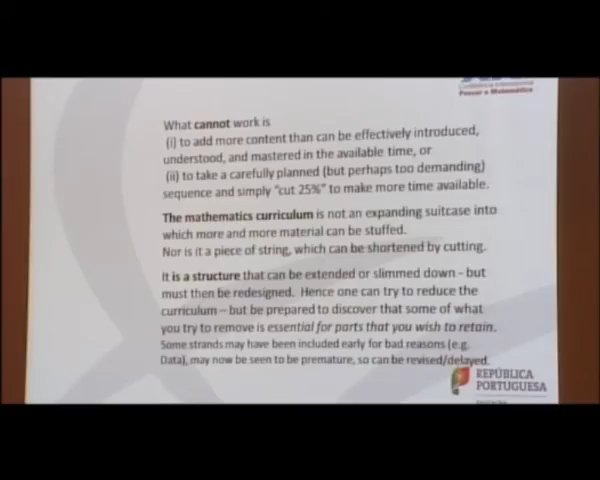 Conferência Internacional
Pensar a Matemática
What cannot work is
(i) to add more content than can be effectively introduced,
understood, and mastered in the available time, or
(ii) to take a carefully planned (but perhaps too demanding)
sequence and simply "cut 25%" to make more time available.
The mathematics curriculum is not an expanding suitcase into
which more and more material can be stuffed.
Nor is it a piece of string, which can be shortened by cutting.
It is a structure that can be extended or slimmed down – but
must then be redesigned. Hence one can try to reduce the
curriculum – but be prepared to discover that some of what
you try to remove is essential for parts that you wish to retain.
Some strands may have been included early for bad reasons (e.g.
Data), may now be seen to be premature, so can be revised/delayed.
REPÚBLICA
PORTUGUESA